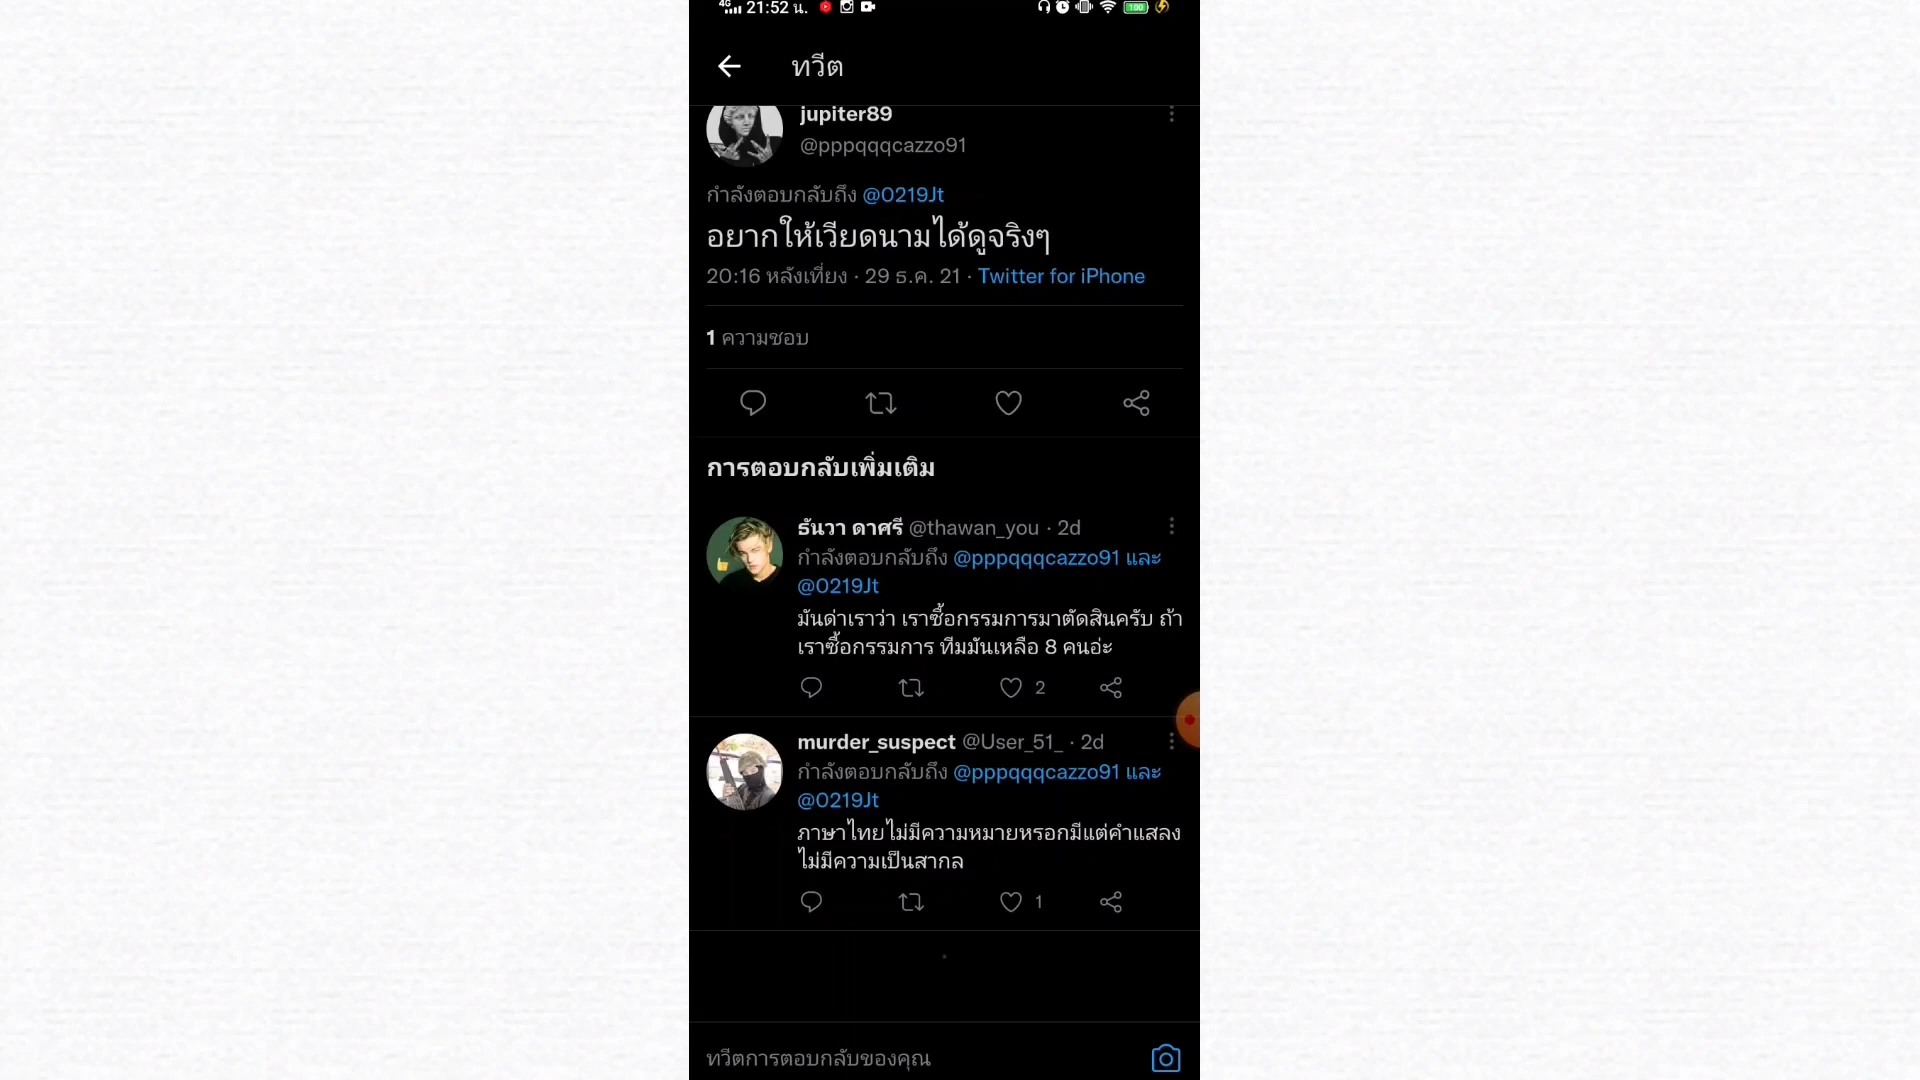 4G 21:52 น. 100
ทวีต
jupiter89
@pppqqqcazzo91
กำลังตอบกลับถึง @0219Jt
อยากให้เวียดนามได้ดูจริงๆ
20:16 หลังเที่ยง · 29 ธ.ค. 21 · Twitter for iPhone
1 ความชอบ
การตอบกลับเพิ่มเติม
ธันวา ดาศรี @thawan_you · 2d
กำลังตอบกลับถึง @pppqqqcazzo91 และ
@0219Jt
มันด่าเราว่า เราซื้อกรรมการมาตัดสินครับ ถ้า
เราซื้อกรรมการ ทีมมันเหลือ 8 คนอ่ะ
2
murder_suspect @User_51_ · 2d
กำลังตอบกลับถึง @pppqqqcazzo91 และ
@0219Jt
ภาษาไทยไม่มีความหมายหรอกมีแต่คำแสลง
ไม่มีความเป็นสากล
1
ทวีตการตอบกลับของคุณ